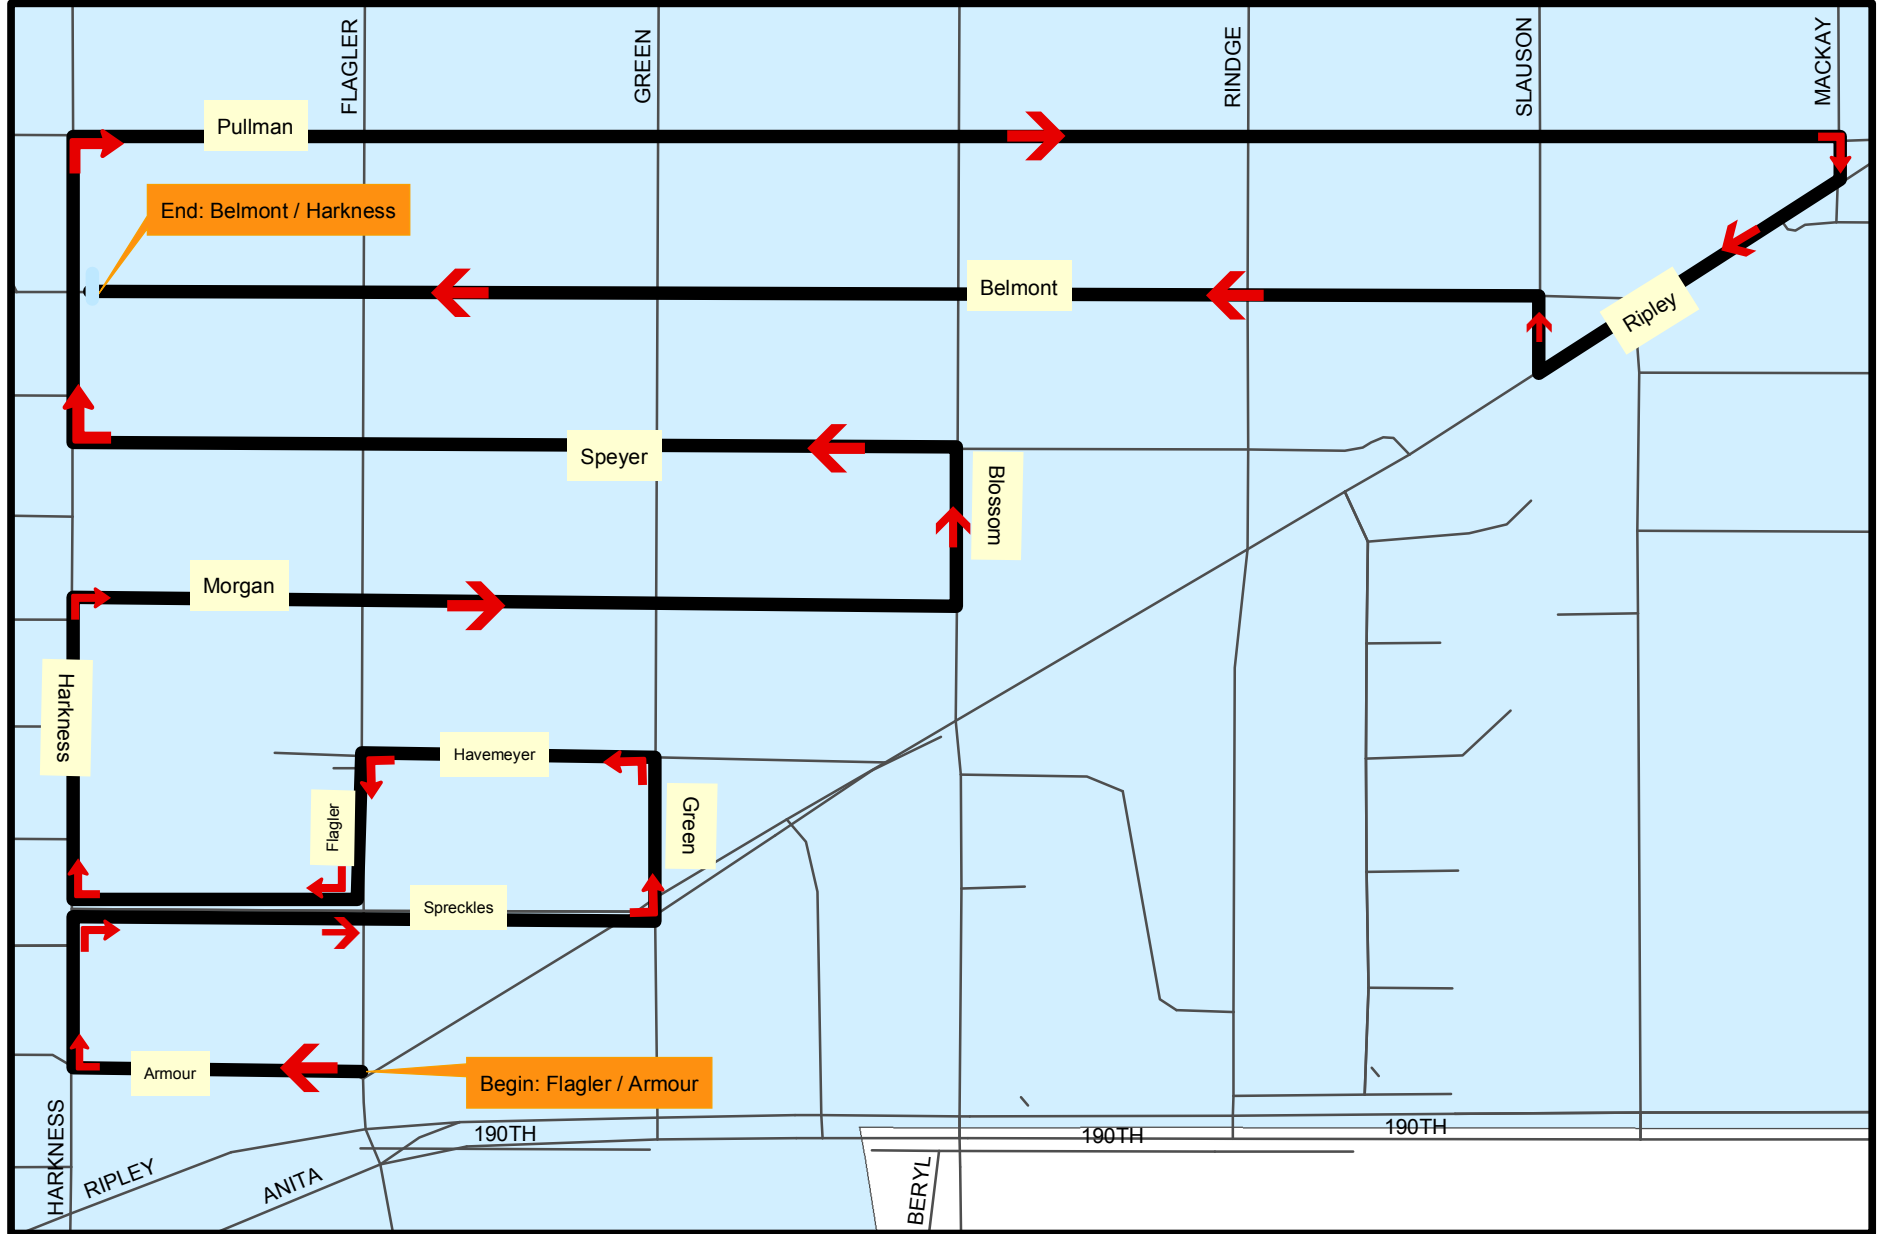 FLAGLER
GREEN
RINDGE
SLAUSON
MACKAY
Pullman
End: Belmont / Harkness
Belmont
Ripley
Speyer
Blossom
Morgan
Harkness
Havemeyer
Flagler
Green
Spreckles
Armour
Begin: Flagler / Armour
HARKNESS
RIPLEY
ANITA
190TH
190TH
190TH
BERYL